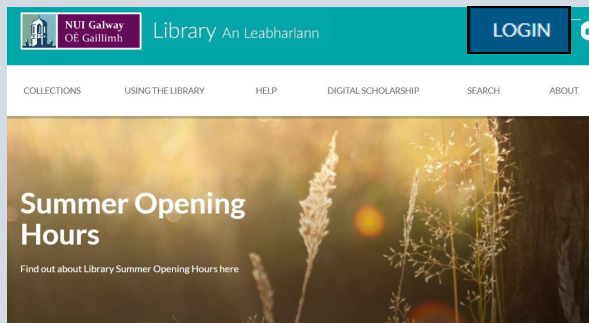 NUI Galway
OÉ Gaillimh
Library An Leabharlann
LOGIN
COLLECTIONS USING THE LIBRARY HELP DIGITAL SCHOLARSHIP SEARCH ABOUT
Summer Opening
Hours
Find out about Library Summer Opening Hours here